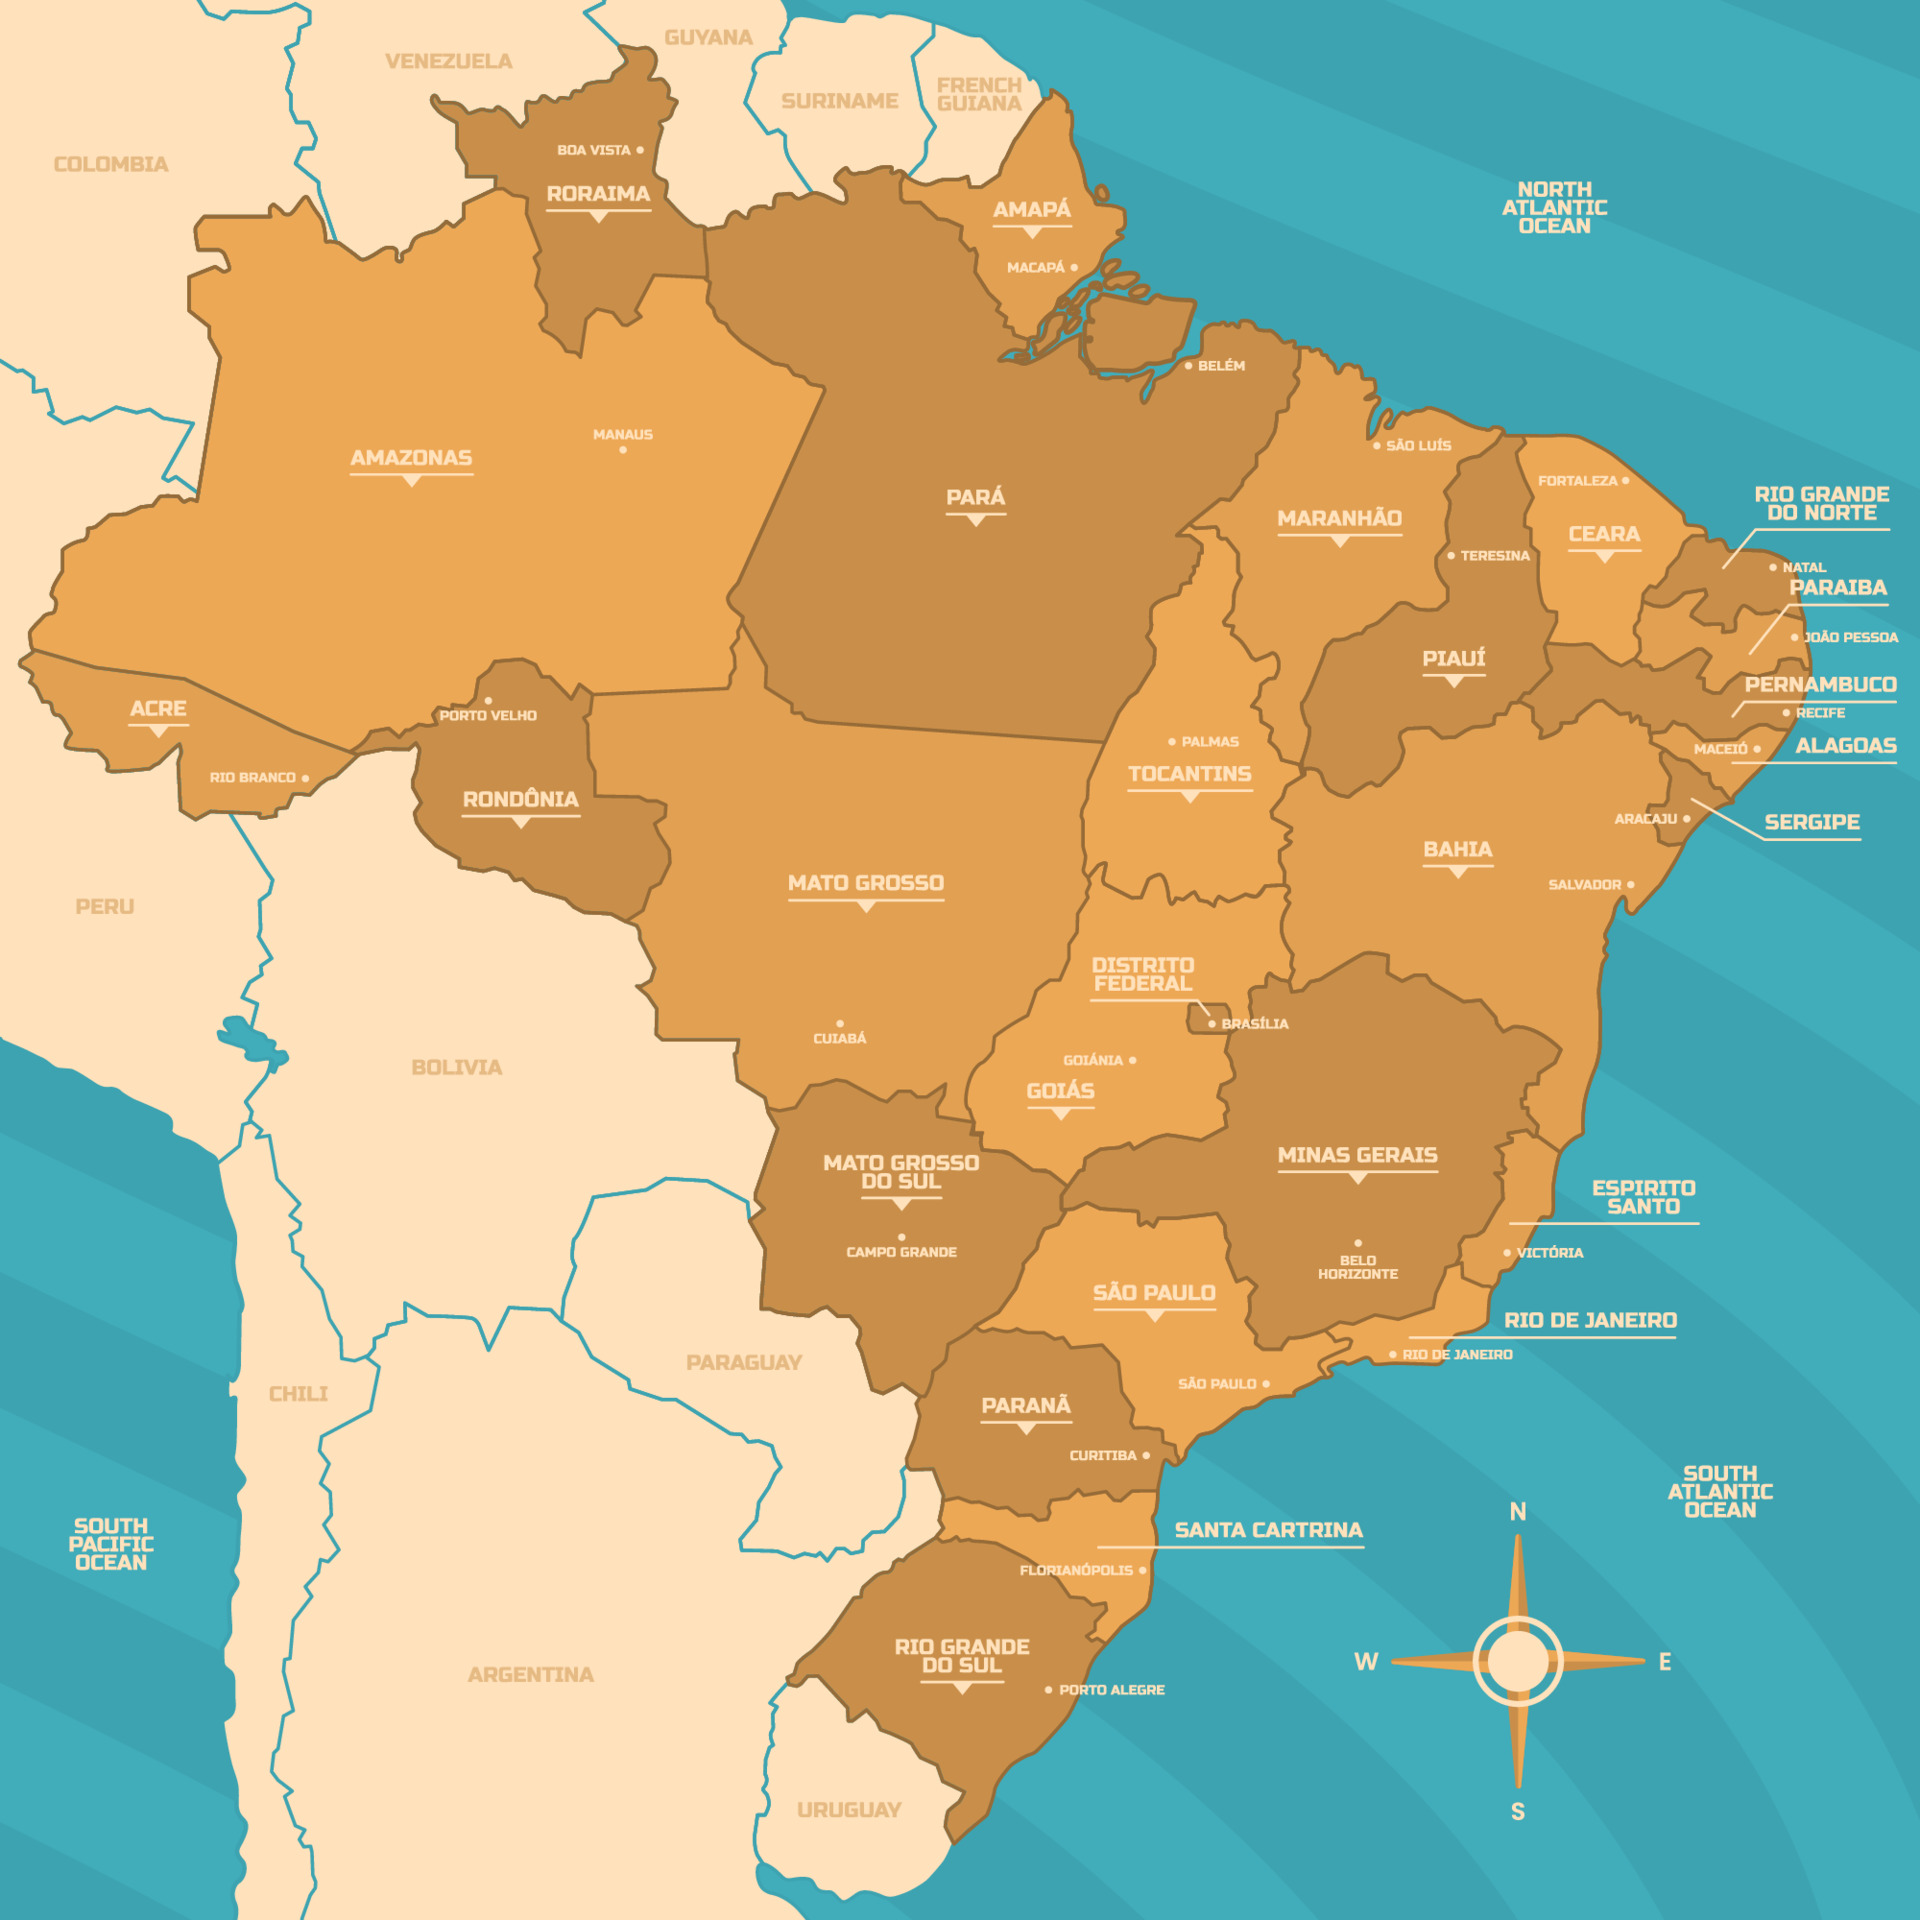 GUYANA
VENEZUELA
FRENCH
GUIANA
SURINAME
BOA VISTA
COLOMBIA
RORAIMA
NORTH
ATLANTIC
OCEAN
AMAPÁ
MACAPÁ
BELÉM
MANAUS
SÃO LUÍS
AMAZONAS
FORTALEZA
RIO GRANDE
DO NORTE
PARÁ
MARANHÃO
CEARA
TERESINA
NATAL
PARAIBA
JOÃO PESSOA
PIAUÍ
PERNAMBUCO
ACRE
PORTO VELHO
RECIFE
PALMAS
MACEIÓ
ALAGOAS
TOCANTINS
RIO BRANCO
RONDÔNIA
ARACAJU
SERGIPE
BAHIA
MATO GROSSO
SALVADOR
PERU
DISTRITO
FEDERAL
BRASÍLIA
CUIABÁ
GOIÂNIA
BOLIVIA
GOIÁS
MINAS GERAIS
MATO GROSSO
DO SUL
ESPIRITO
SANTO
CAMPO GRANDE
VICTÓRIA
BELO
HORIZONTE
SÃO PAULO
RIO DE JANEIRO
RIO DE JANEIRO
PARAGUAY
SÃO PAULO
CHILI
PARANÃ
CURITIBA
SOUTH
ATLANTIC
OCEAN
N
SOUTH
PACIFIC
OCEAN
SANTA CARTRINA
FLORIANÓPOLIS
RIO GRANDE
DO SUL
W
E
ARGENTINA
PORTO ALEGRE
URUGUAY
S